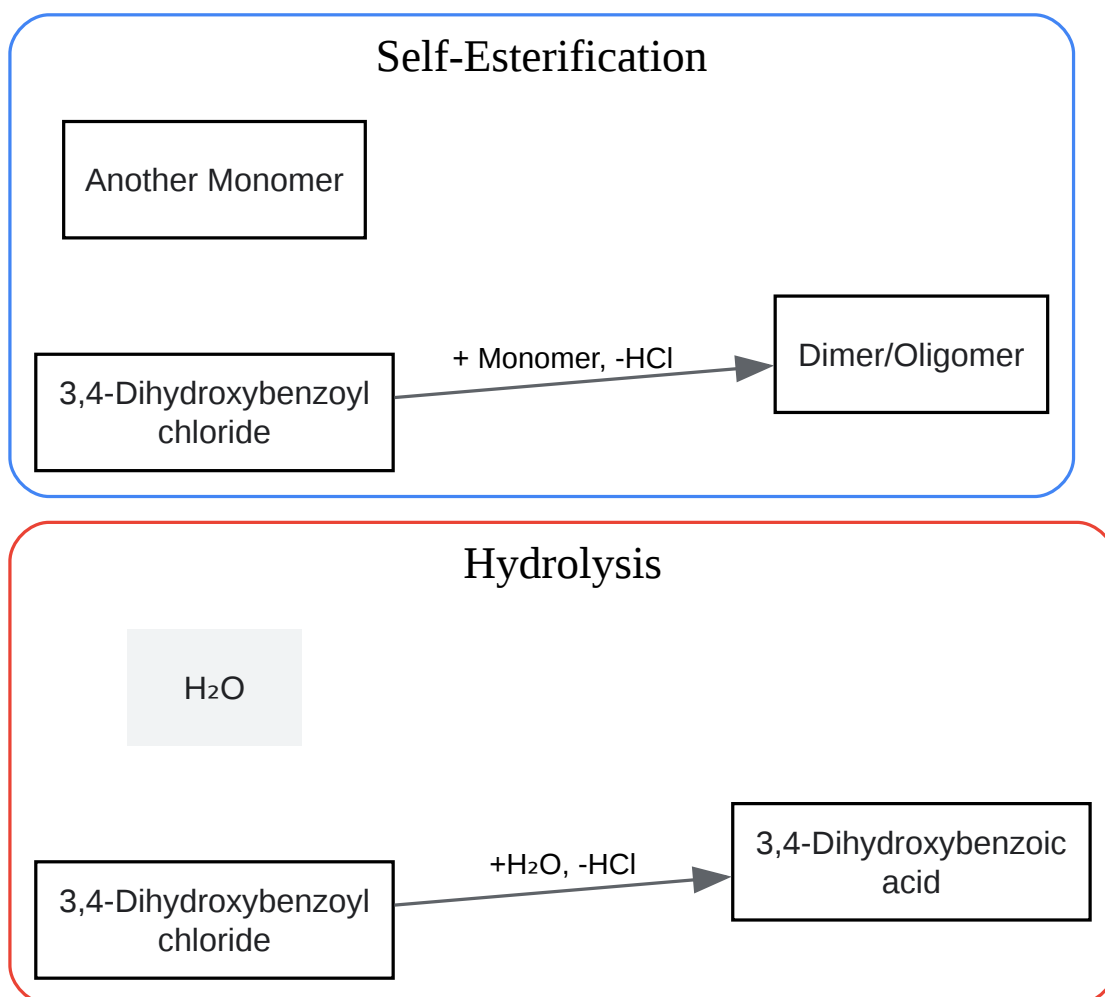 Self-Esterification
Another Monomer
+ Monomer, -HCl
Dimer/Oligomer
3,4-Dihydroxybenzoyl
chloride
Hydrolysis
H₂O
+H₂O, -HCl
3,4-Dihydroxybenzoic
acid
3,4-Dihydroxybenzoyl
chloride